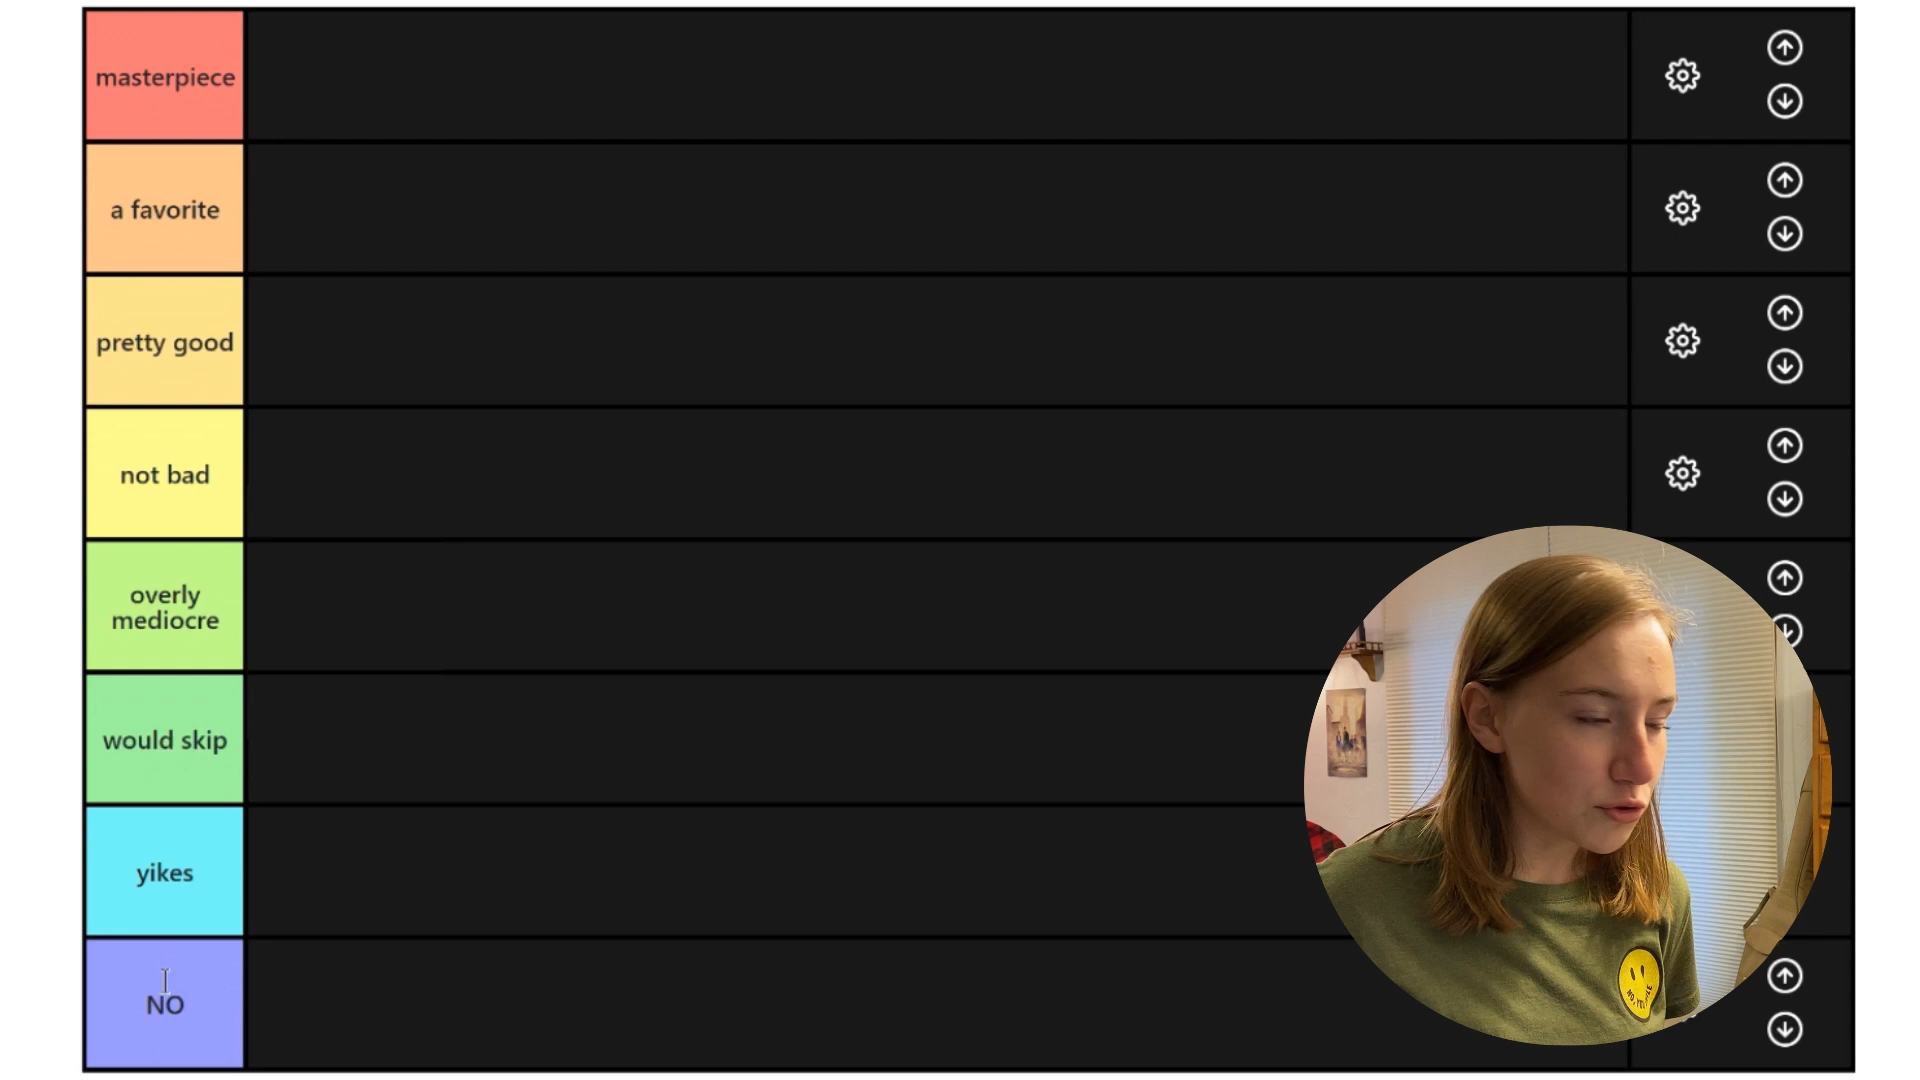 masterpiece
a favorite
pretty good
not bad
overly
mediocre
would skip
yikes
NO